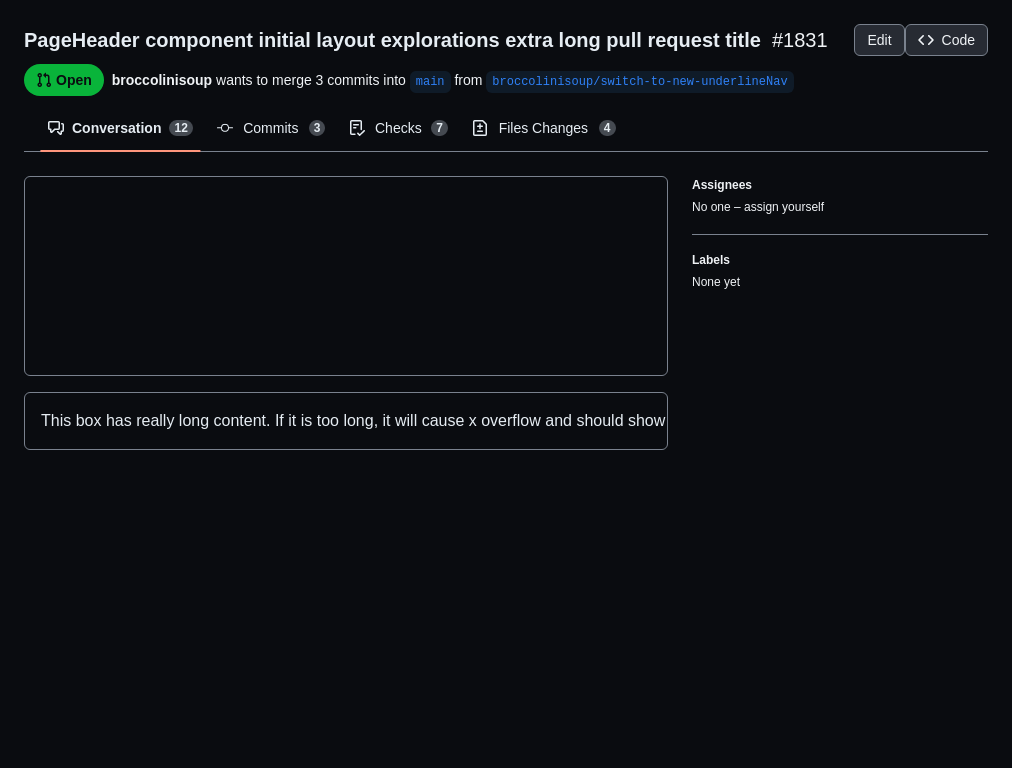 PageHeader component initial layout explorations extra long pull request title #1831
Edit
Code
Open
broccolinisoup wants to merge 3 commits into main from broccolinisoup/switch-to-new-underlineNav
Conversation 12
Commits 3
Checks 7
Files Changes 4
Assignees
No one – assign yourself
Labels
None yet
This box has really long content. If it is too long, it will cause x overflow and should show